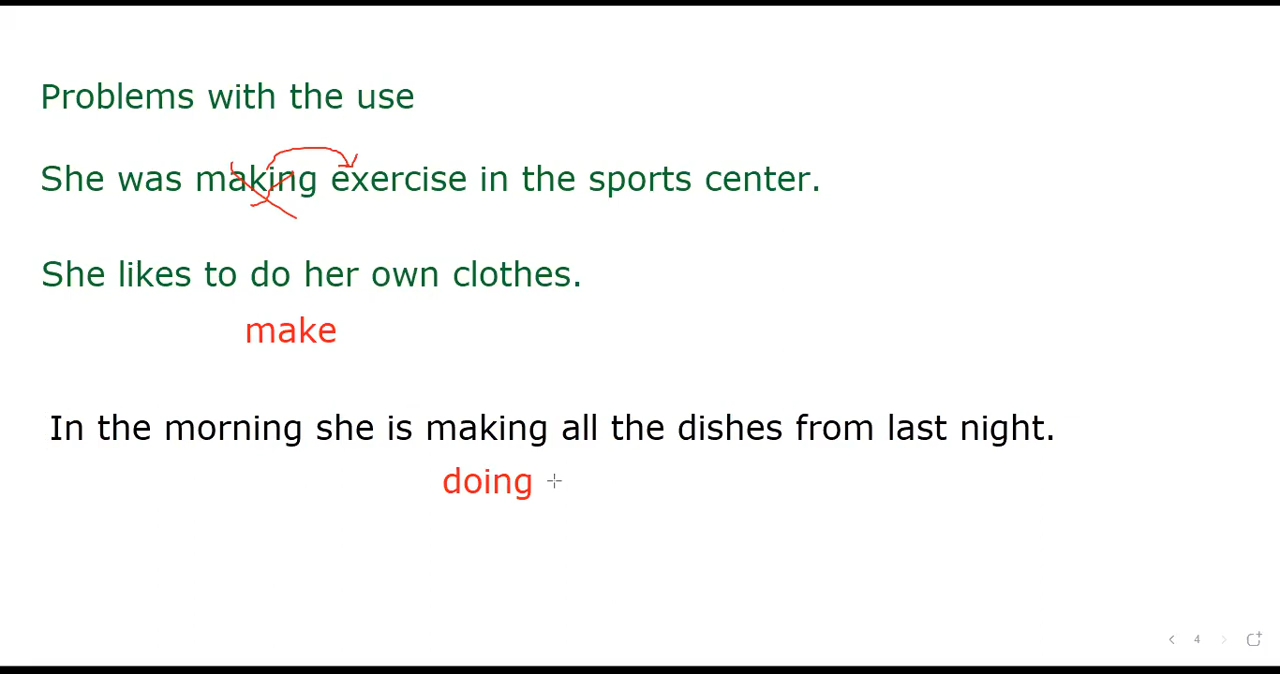 Problems with the use
She was making exercise in the sports center.
She likes to do her own clothes.
make
In the morning she is making all the dishes from last night.
doing
4